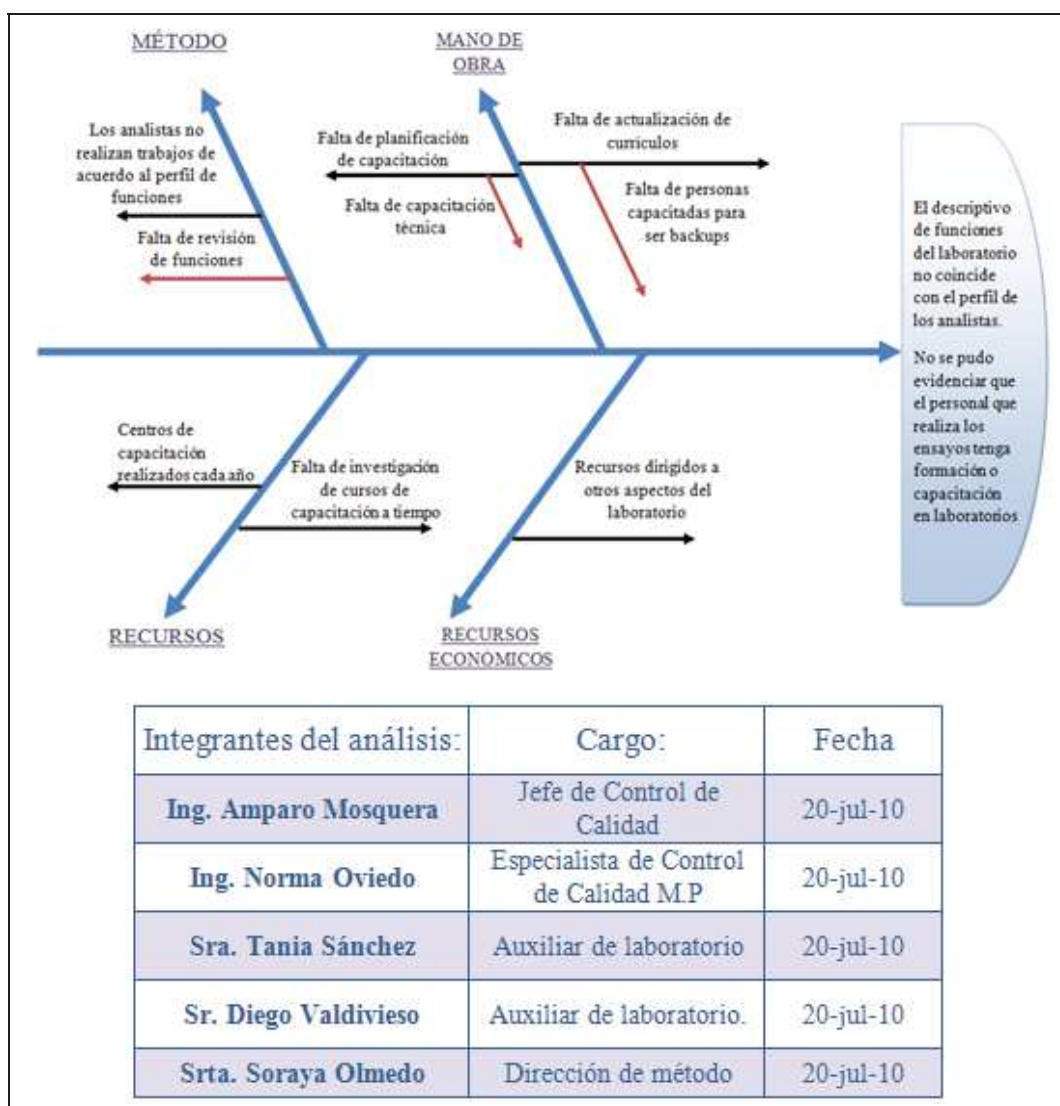 MÉTODO
MANO DE
OBRA
Los analistas no
realizan trabajos de
acuerdo al perfil de
funciones
Falta de revisión
de funciones
Falta de planificación
de capacitación
Falta de capacitación
técnica
Falta de actualización de
currículos
Falta de personas
capacitadas para
ser backups
El descriptivo
de funciones
del laboratorio
no coincide
con el perfil de
los analistas.
No se pudo
evidenciar que
el personal que
realiza los
ensayos tenga
formación o
capacitación
en laboratorios
Centros de
capacitación
realizados cada año
Falta de investigación
de cursos de
capacitación a tiempo
Recursos dirigidos a
otros aspectos del
laboratorio
RECURSOS
RECURSOS
ECONÓMICOS
Integrantes del análisis: Cargo: Fecha
Ing. Amparo Mosquera Jefe de Control de
Calidad 20-jul-10
Ing. Norma Oviedo Especialista de Control
de Calidad M.P 20-jul-10
Sra. Tania Sánchez Auxiliar de laboratorio 20-jul-10
Sr. Diego Valdivieso Auxiliar de laboratorio. 20-jul-10
Srta. Soraya Olmedo Dirección de método 20-jul-10